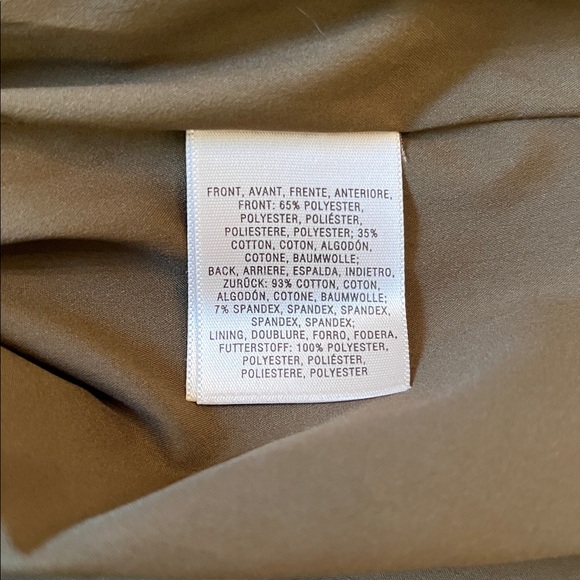 FRONT, AVANT, FRENTE, ANTERIORE,
FRONT: 65% POLYESTER,
POLYESTER, POLIÉSTER,
POLIESTERE, POLYESTER; 35%
COTTON, COTON, ALGODÓN,
COTONE, BAUMWOLLE;
BACK, ARRIERE, ESPALDA, INDIETRO,
ZURÛCK: 93% COTTON, COTON,
ALGODÓN, COTONE, BAUMWOLLE;
7% SPANDEX, SPANDEX, SPANDEX,
SPANDEX, SPANDEX;
LINING, DOUBLURE, FORRO, FODERA,
FUTTERSTOFF: 100% POLYESTER,
POLYESTER, POLIÉSTER,
POLIESTERE, POLYESTER